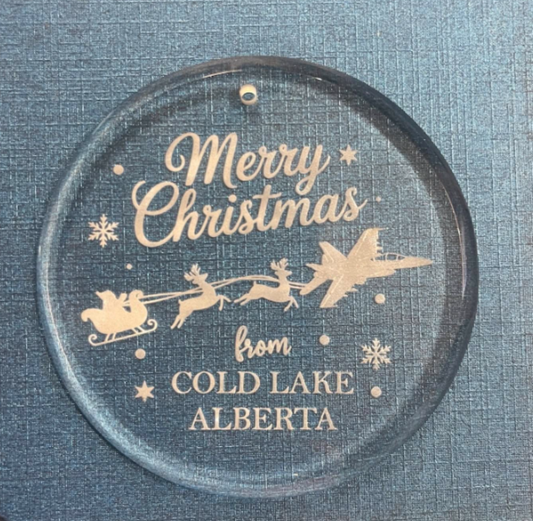 Merry
Christmas
from
COLD LAKE
ALBERTA